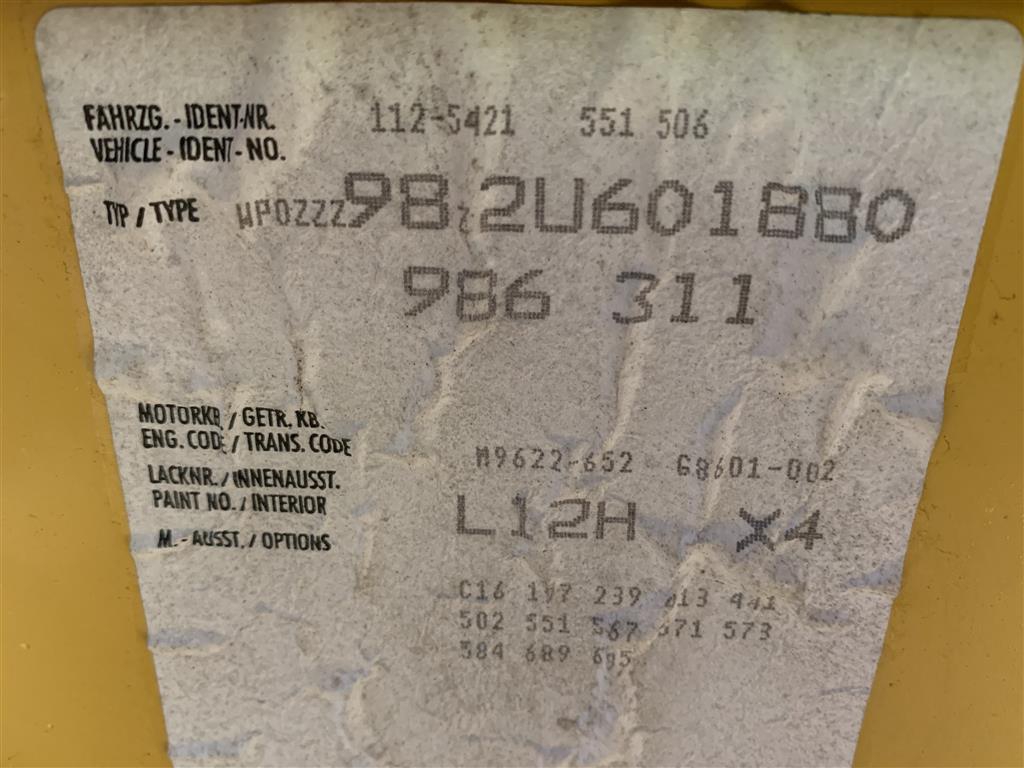 FAHRZG. - IDENT-NR. 112-5421 551 506
VEHICLE - IDENT - NO.
TYP / TYPE WP0ZZZ98Z2U601880
986 311
MOTORKB. / GETR. KB.
ENG. CODE / TRANS. CODE M9622-652 G8601-002
LACKNR. / INNENAUSST.
PAINT NO. / INTERIOR L12H X4
M. - AUSST. / OPTIONS
C16 197 239 441
502 551 567 571 573
584 689 695